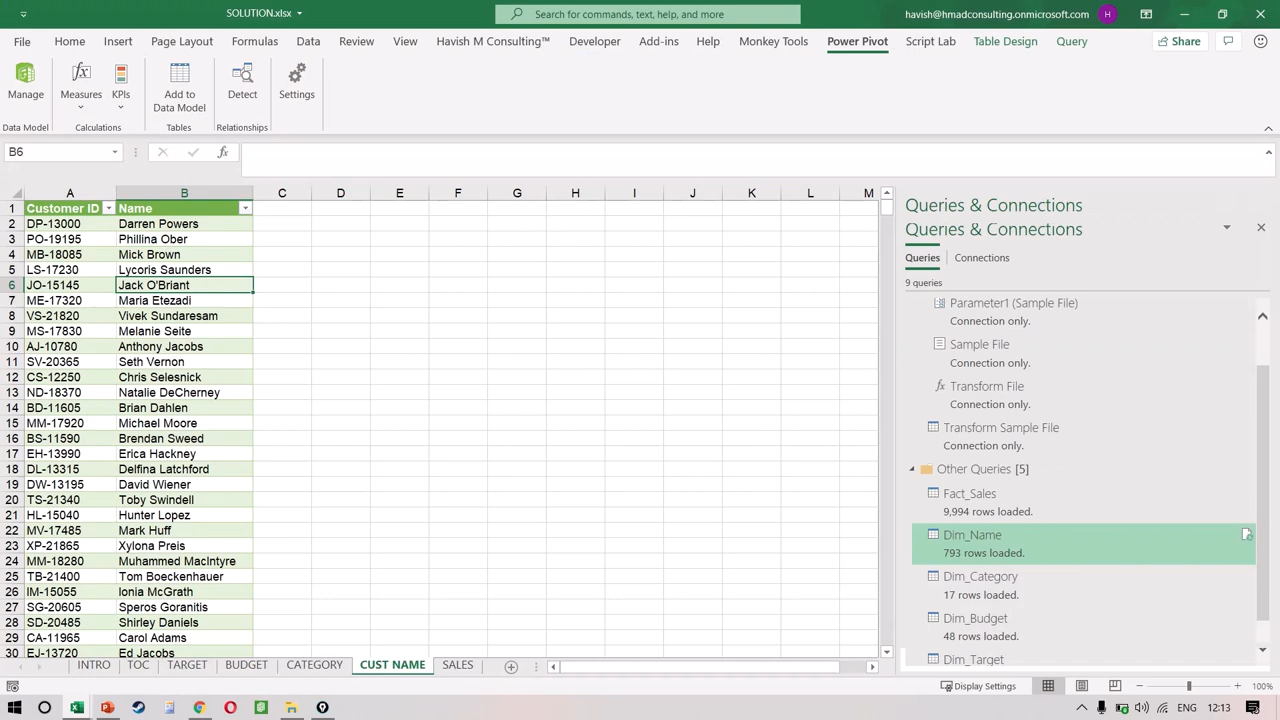 SOLUTION.xlsx
Search for commands, text, help, and more
havish@hmadconsulting.onmicrosoft.com
H
File Home Insert Page Layout Formulas Data Review View Havish M Consulting™ Developer Add-ins Help Monkey Tools Power Pivot Script Lab Table Design Query Share
Manage Measures KPIs Add to Data Model Detect Settings
Data Model Calculations Tables Relationships
B6 fx
A B C D E F G H I J K L M
1 Customer ID Name
2 DP-13000 Darren Powers
3 PO-19195 Phillina Ober
4 MB-18085 Mick Brown
5 LS-17230 Lycoris Saunders
6 JO-15145 Jack O'Briant
7 ME-17320 Maria Etezadi
8 VS-21820 Vivek Sundaresam
9 MS-17830 Melanie Seite
10 AJ-10780 Anthony Jacobs
11 SV-20365 Seth Vernon
12 CS-12250 Chris Selesnick
13 ND-18370 Natalie DeCherney
14 BD-11605 Brian Dahlen
15 MM-17920 Michael Moore
16 BS-11590 Brendan Sweed
17 EH-13990 Erica Hackney
18 DL-13315 Delfina Latchford
19 DW-13195 David Wiener
20 TS-21340 Toby Swindell
21 HL-15040 Hunter Lopez
22 MV-17485 Mark Huff
23 XP-21865 Xylona Preis
24 MM-18280 Muhammed MacIntyre
25 TB-21400 Tom Boeckenhauer
26 IM-15055 Ionia McGrath
27 SG-20605 Speros Goranitis
28 SD-20485 Shirley Daniels
29 CA-11965 Carol Adams
30 EJ-13720 Ed Jacobs
Queries & Connections
Queries & Connections
Queries Connections
9 queries
Parameter1 (Sample File)
Connection only.
Sample File
Connection only.
fx Transform File
Connection only.
Transform Sample File
Connection only.
Other Queries [5]
Fact_Sales
9,994 rows loaded.
Dim_Name
793 rows loaded.
Dim_Category
17 rows loaded.
Dim_Budget
48 rows loaded.
Dim_Target
INTRO TOC TARGET BUDGET CATEGORY CUST NAME SALES
Display Settings 100%
ENG 12:13